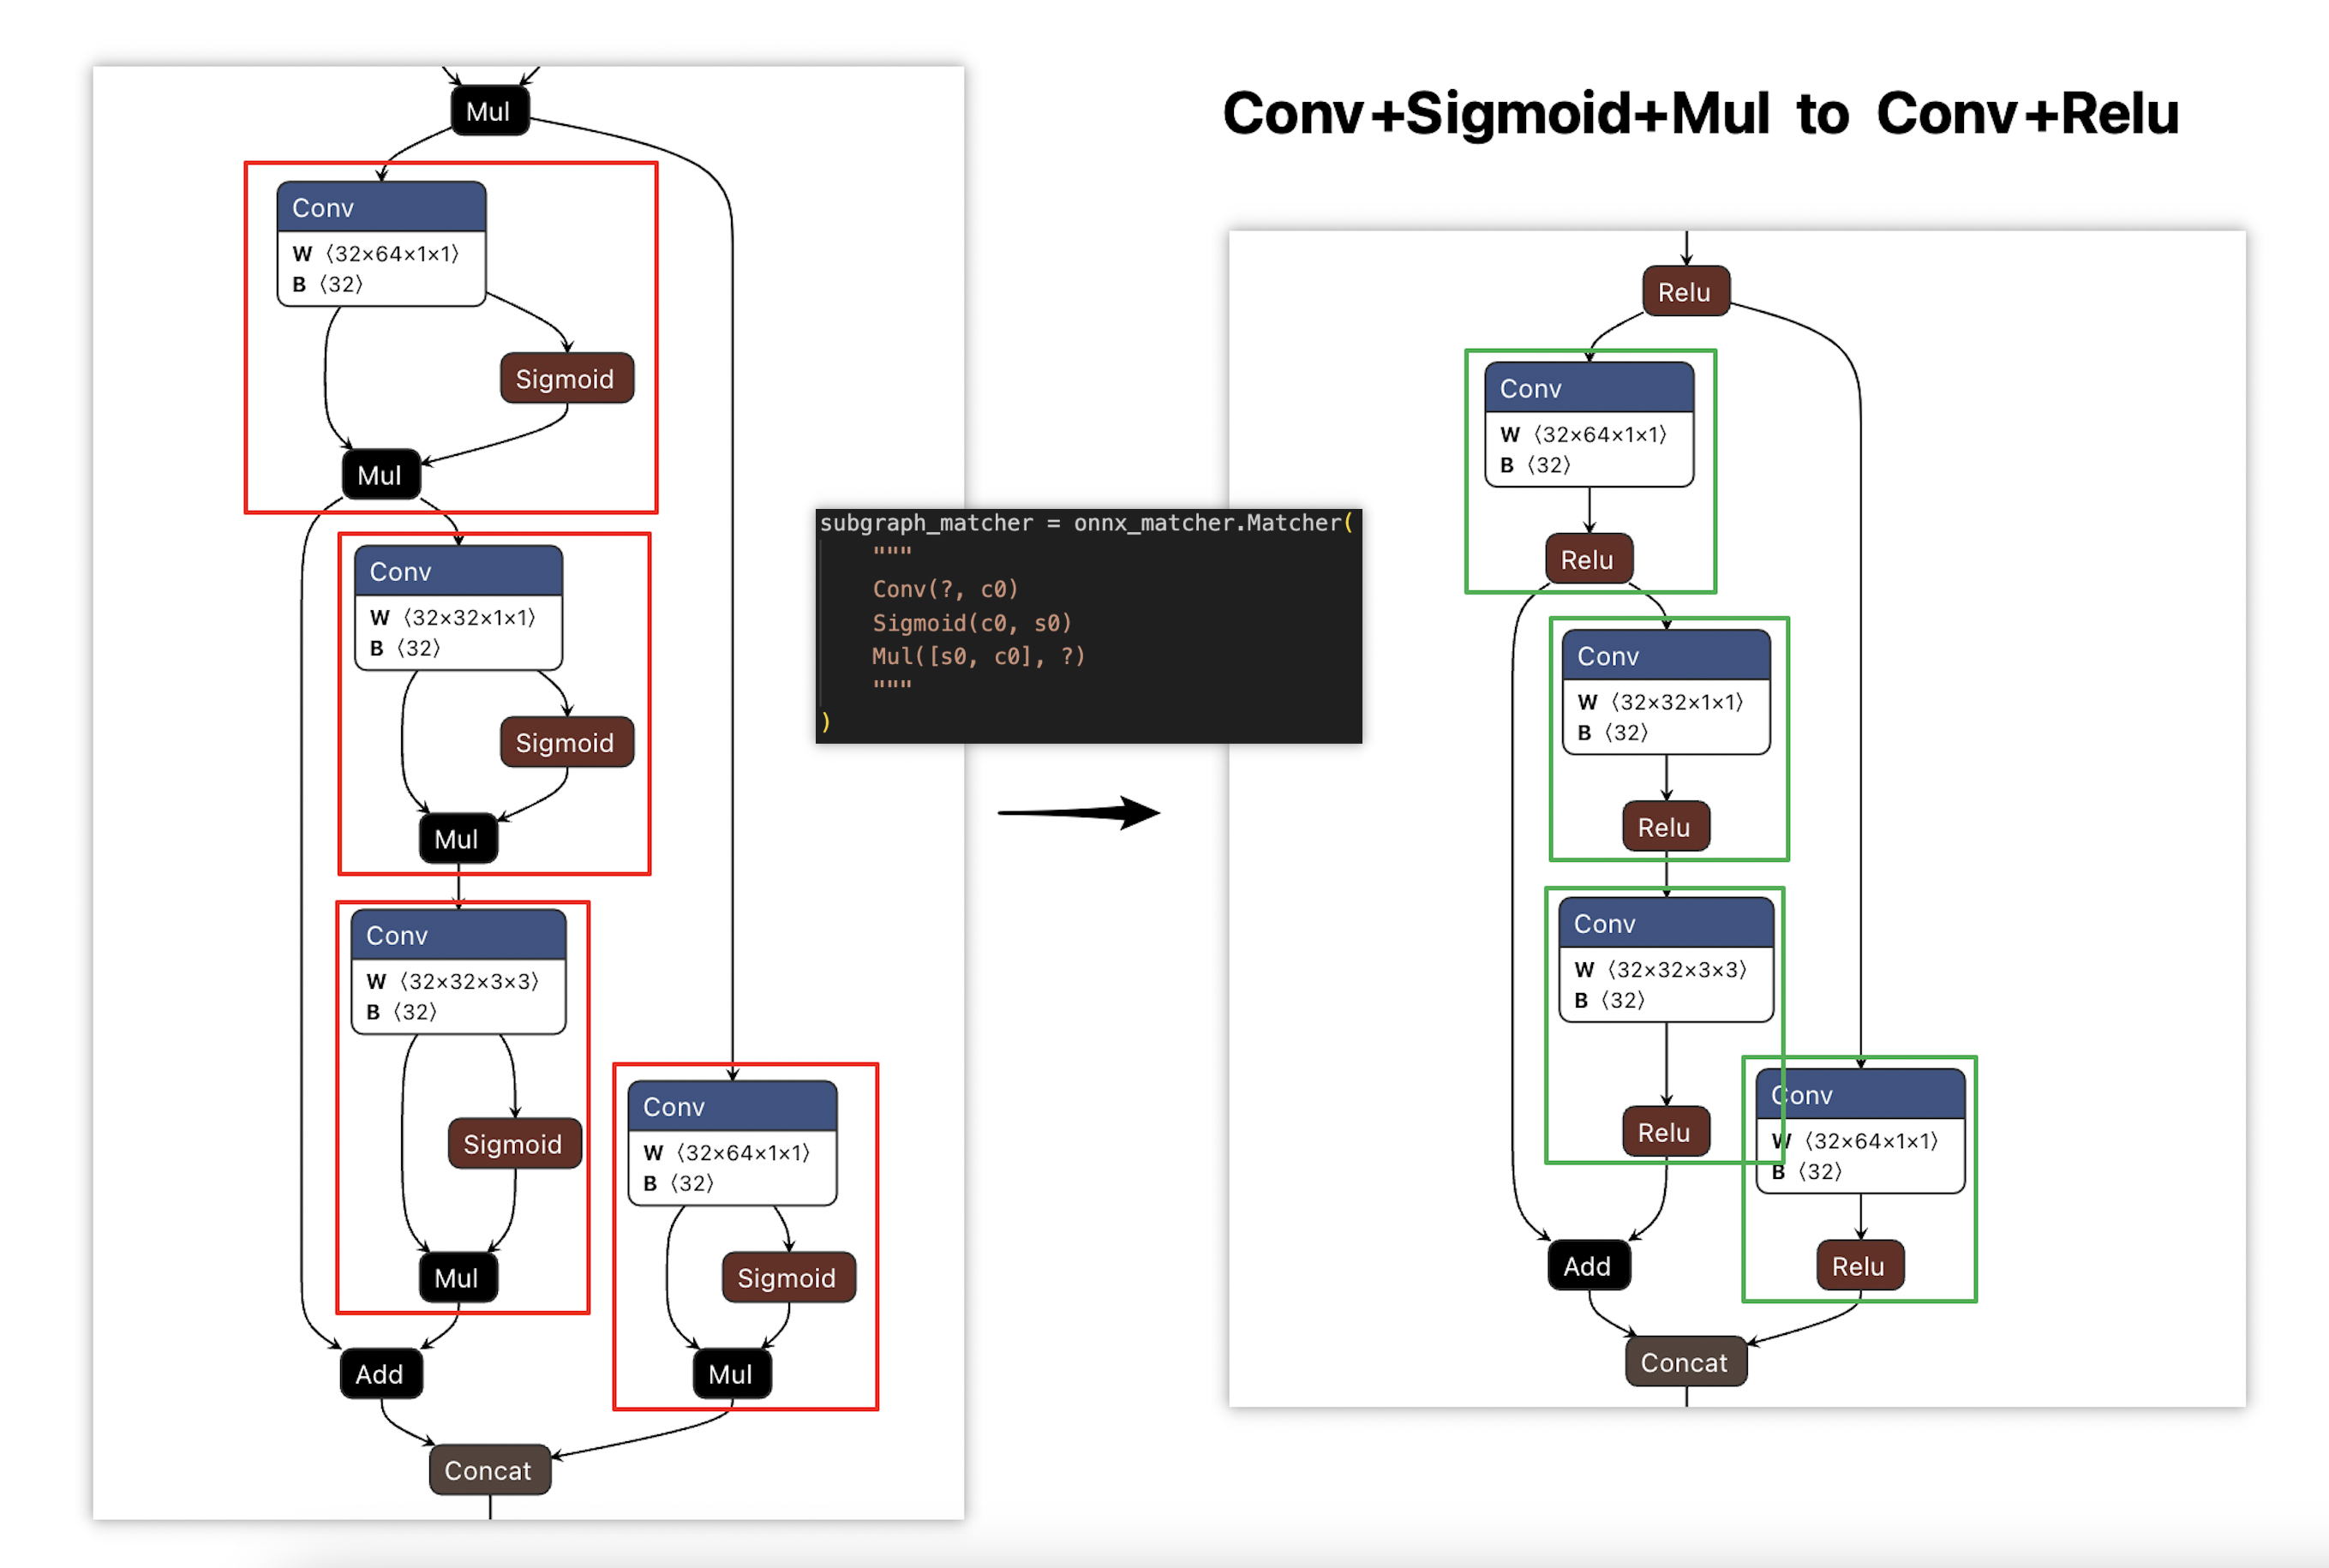 Conv+Sigmoid+Mul to Conv+Relu
Mul
Conv
W ⟨32×64×1×1⟩
B ⟨32⟩
Sigmoid
Mul
Conv
W ⟨32×32×1×1⟩
B ⟨32⟩
Sigmoid
Mul
Conv
W ⟨32×32×3×3⟩
B ⟨32⟩
Sigmoid
Mul
Conv
W ⟨32×64×1×1⟩
B ⟨32⟩
Sigmoid
Mul
Add
Concat
subgraph_matcher = onnx_matcher.Matcher(
"""
Conv(?, c0)
Sigmoid(c0, s0)
Mul([s0, c0], ?)
"""
)
Relu
Conv
W ⟨32×64×1×1⟩
B ⟨32⟩
Relu
Conv
W ⟨32×32×1×1⟩
B ⟨32⟩
Relu
Conv
W ⟨32×32×3×3⟩
B ⟨32⟩
Relu
Conv
W ⟨32×64×1×1⟩
B ⟨32⟩
Relu
Add
Concat